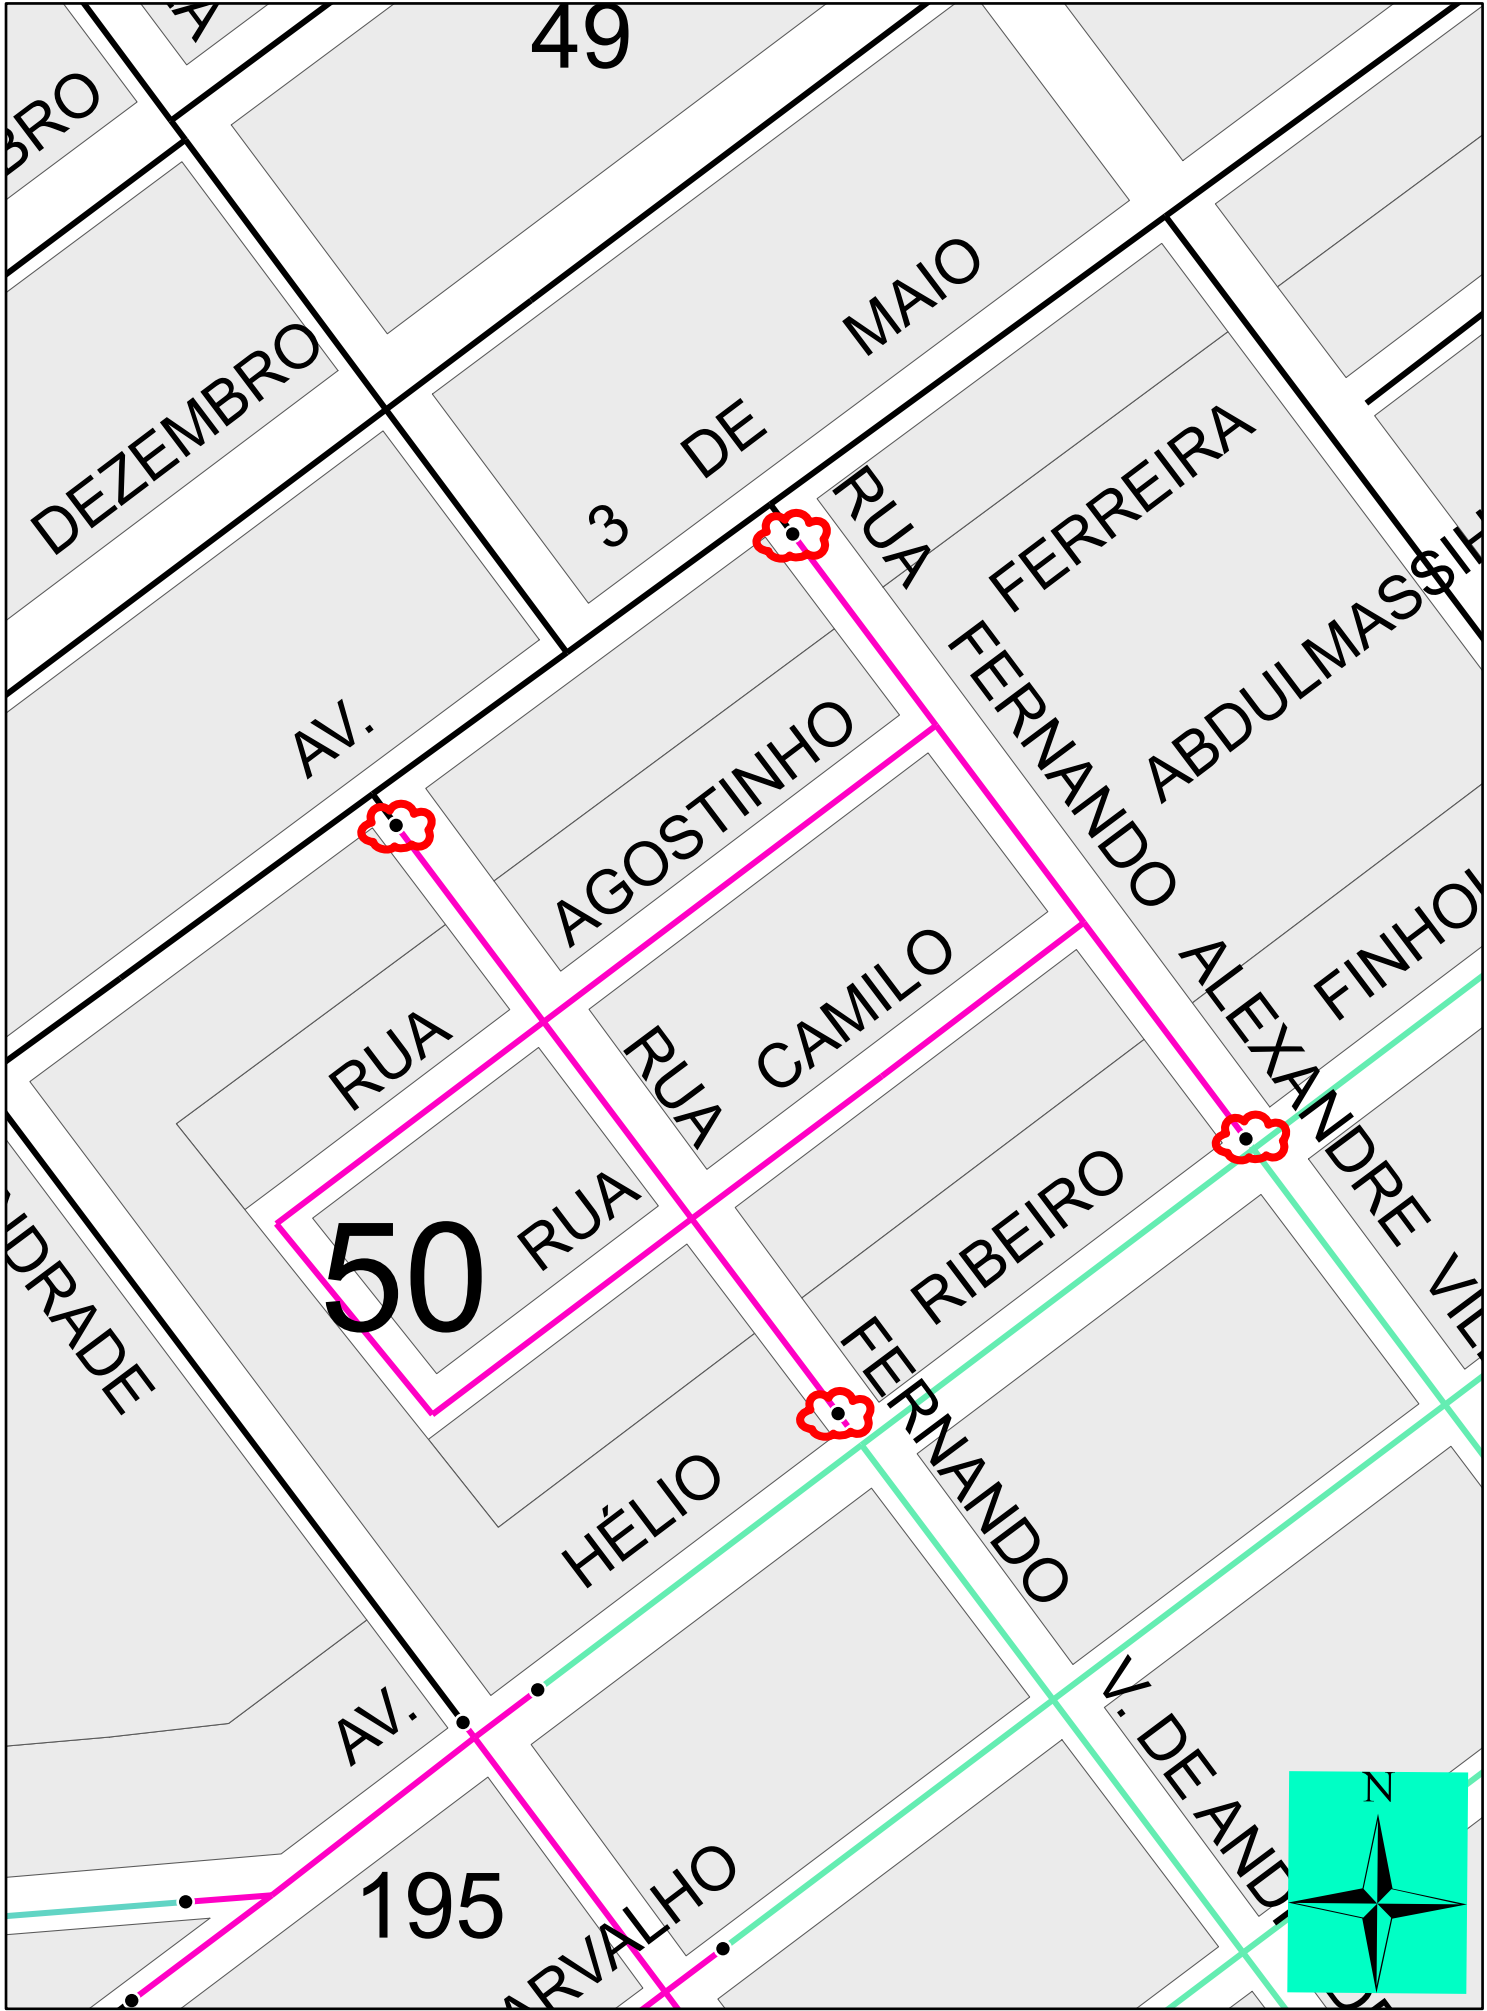 49
BRO
DEZEMBRO
AV. 3 DE MAIO
RUA AGOSTINHO FERREIRA
RUA CAMILO ABDULMASSIH
AV. HÉLIO RIBEIRO FINHO
RUA FERNANDO ALEXANDRE VIL
RUA FERNANDO V. DE AND
50
195
ARVALHO
NDRADE
N